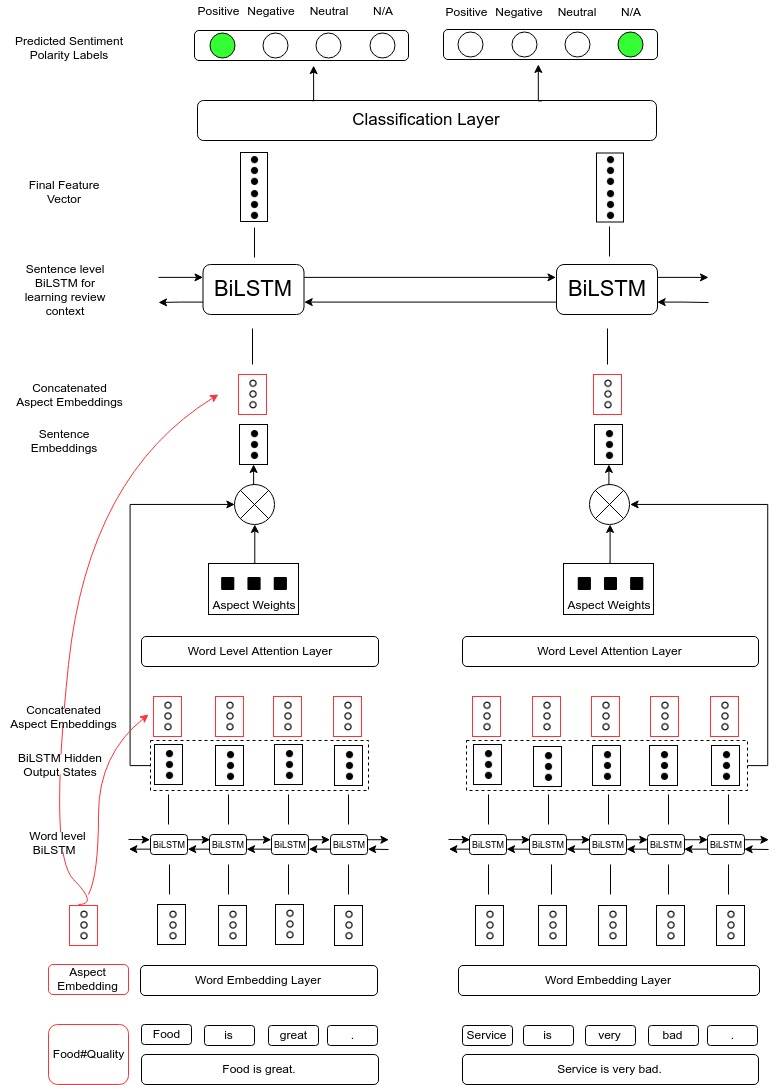 Positive Negative Neutral N/A Positive Negative Neutral N/A
Predicted Sentiment
Polarity Labels
Classification Layer
Final Feature
Vector
Sentence level
BiLSTM for
learning review
context
BiLSTM BiLSTM
Concatenated
Aspect Embeddings
Sentence
Embeddings
Aspect Weights Aspect Weights
Word Level Attention Layer Word Level Attention Layer
Concatenated
Aspect Embeddings
BiLSTM Hidden
Output States
Word level
BiLSTM
BiLSTM BiLSTM BiLSTM BiLSTM BiLSTM BiLSTM BiLSTM BiLSTM BiLSTM
Aspect
Embedding
Word Embedding Layer Word Embedding Layer
Food is great . Service is very bad .
Food#Quality
Food is great. Service is very bad.